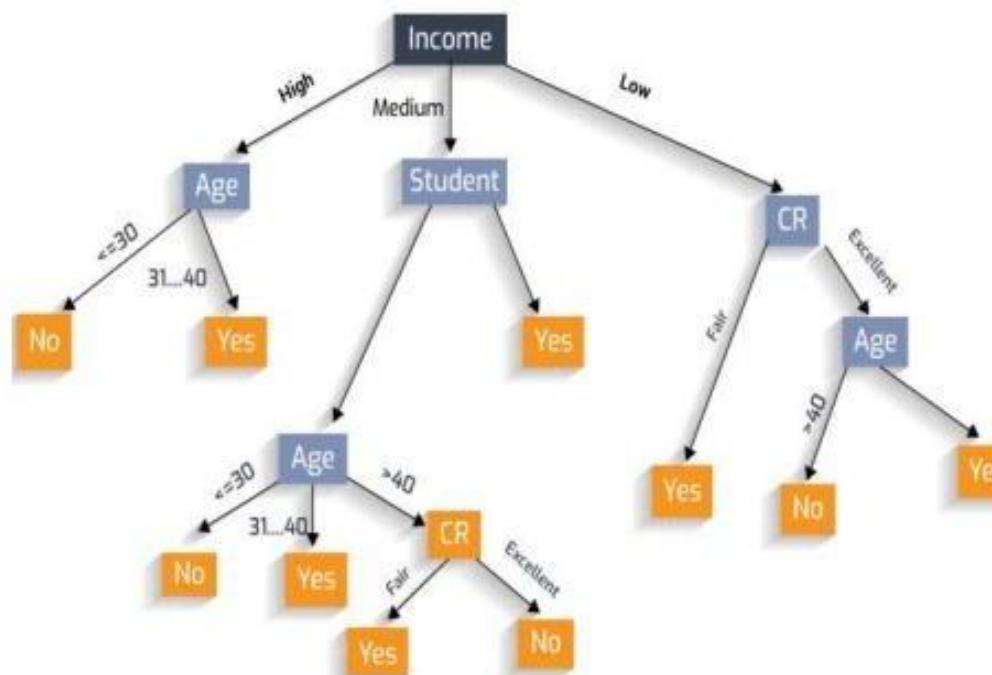 Income
High
Medium
Low
Age
Student
CR
<=30
31....40
Excellent
No
Yes
Yes
Fair
Age
Age
>40
<=30
31....40
>40
Yes
No
Ye
No
Yes
CR
Fair
Excellent
Yes
No